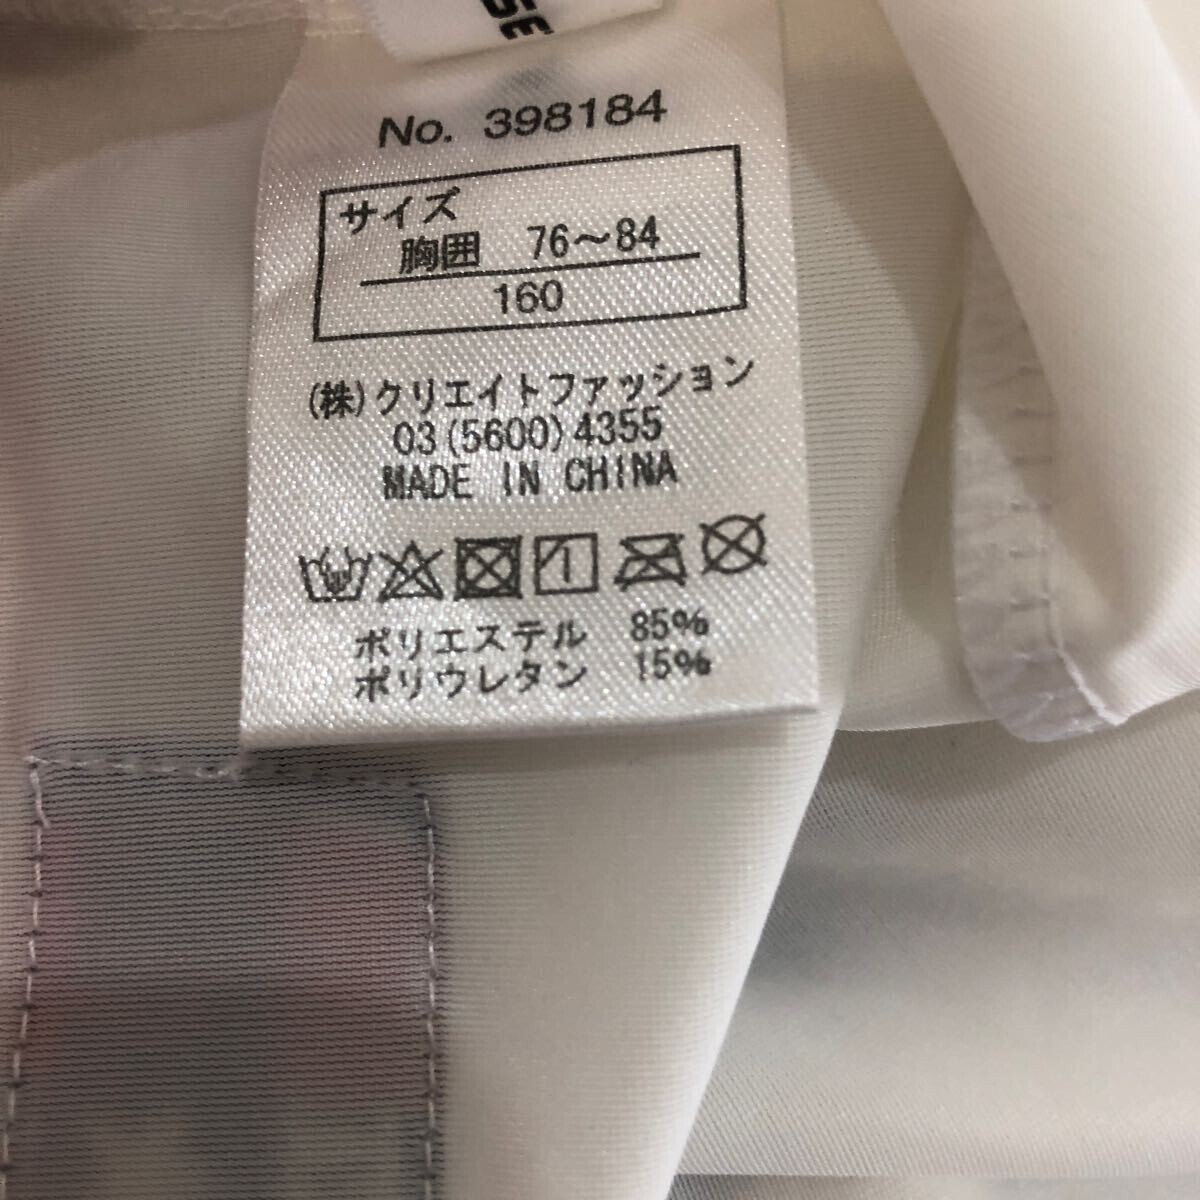 No. 398184
サイズ
胸囲 76～84
160
(株)クリエイトファッション
03(5600)4355
MADE IN CHINA
ポリエステル 85%
ポリウレタン 15%